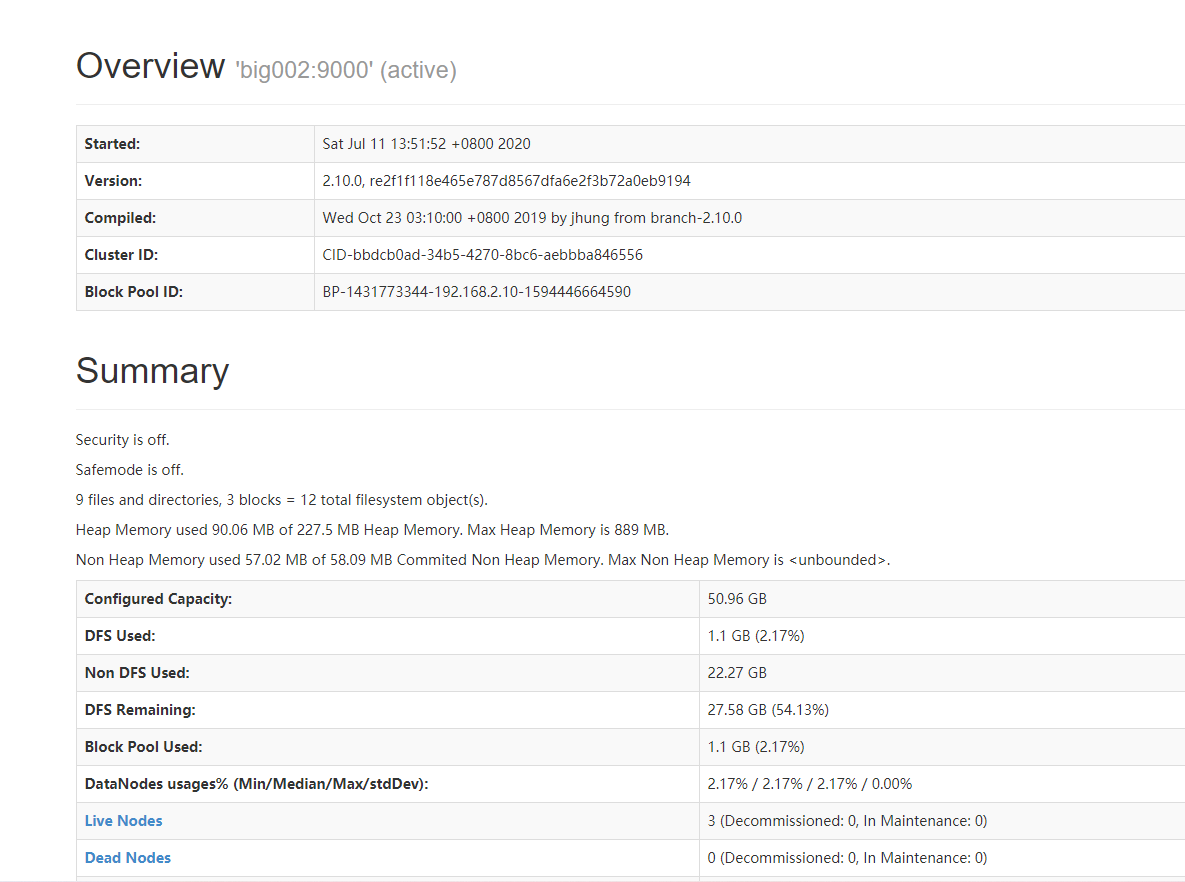 Overview 'big002:9000' (active)
Started: Sat Jul 11 13:51:52 +0800 2020
Version: 2.10.0, re2f1f118e465e787d8567dfa6e2f3b72a0eb9194
Compiled: Wed Oct 23 03:10:00 +0800 2019 by jhung from branch-2.10.0
Cluster ID: CID-bbdcb0ad-34b5-4270-8bc6-aebbba846556
Block Pool ID: BP-1431773344-192.168.2.10-1594446664590
Summary
Security is off.
Safemode is off.
9 files and directories, 3 blocks = 12 total filesystem object(s).
Heap Memory used 90.06 MB of 227.5 MB Heap Memory. Max Heap Memory is 889 MB.
Non Heap Memory used 57.02 MB of 58.09 MB Commited Non Heap Memory. Max Non Heap Memory is <unbounded>.
Configured Capacity: 50.96 GB
DFS Used: 1.1 GB (2.17%)
Non DFS Used: 22.27 GB
DFS Remaining: 27.58 GB (54.13%)
Block Pool Used: 1.1 GB (2.17%)
DataNodes usages% (Min/Median/Max/stdDev): 2.17% / 2.17% / 2.17% / 0.00%
Live Nodes 3 (Decommissioned: 0, In Maintenance: 0)
Dead Nodes 0 (Decommissioned: 0, In Maintenance: 0)